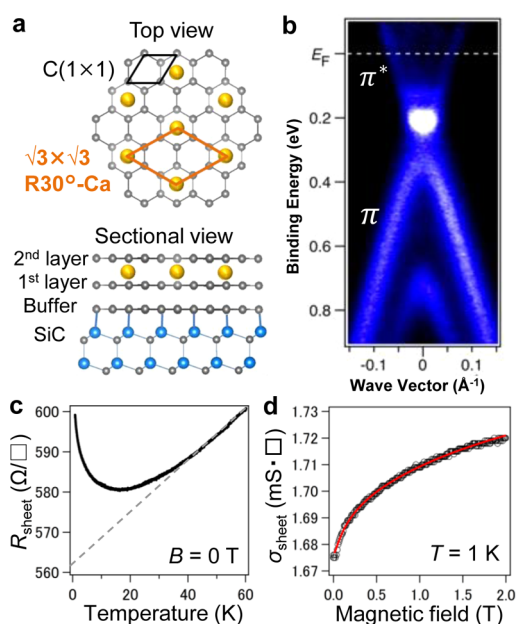 a
Top view
C(1×1)
√3×√3
R30°-Ca
Sectional view
2nd layer
1st layer
Buffer
SiC
b
EF
π*
π
0.2
0.4
0.6
0.8
Binding Energy (eV)
-0.1 0 0.1
Wave Vector (Å-1)
c
600
590
580
570
560
Rsheet (Ω/□)
B = 0 T
0 10 20 30 40 50 60
Temperature (K)
d
1.73
1.72
1.71
1.70
1.69
1.68
1.67
σsheet (mS·□)
T = 1 K
0.0 0.5 1.0 1.5 2.0
Magnetic field (T)